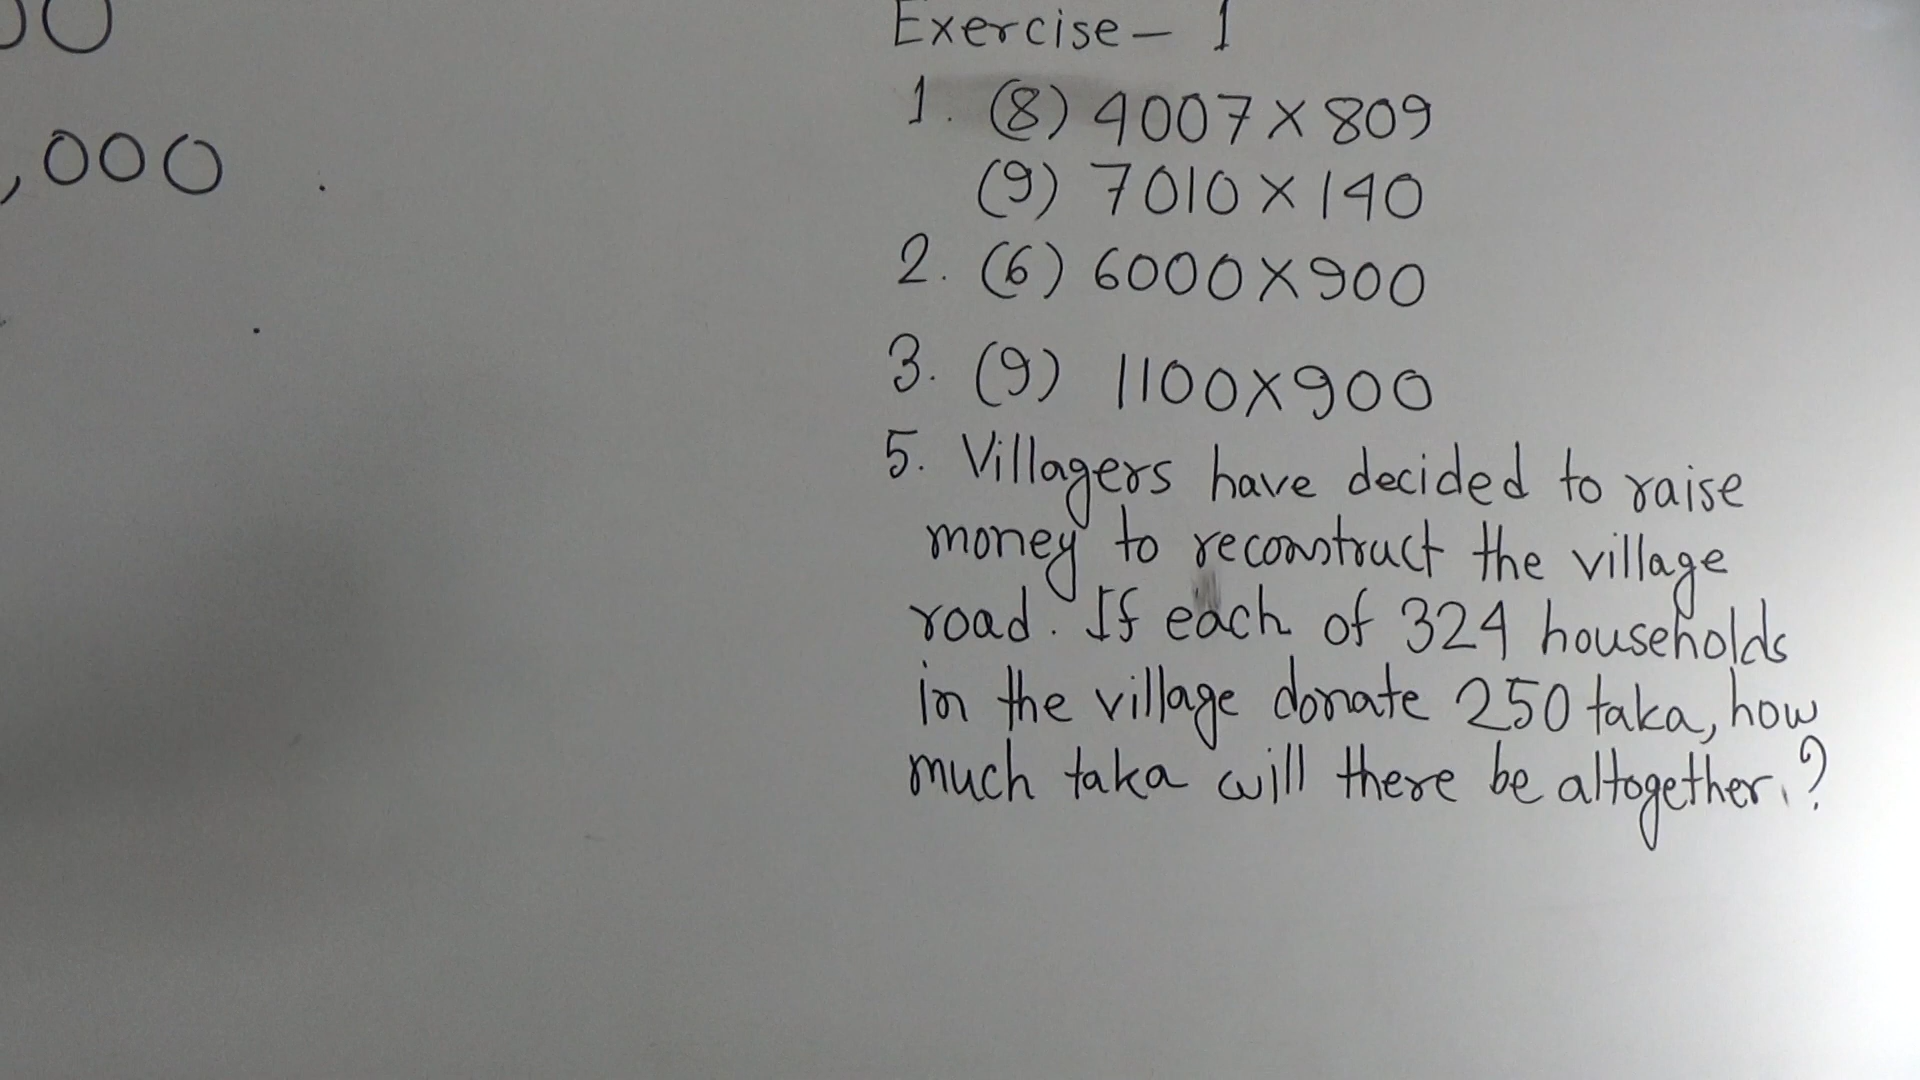 ,000
Exercise - 1
1. (8) 4007 × 809
(9) 7010 × 140
2. (6) 6000 × 900
3. (9) 1100 × 900
5. Villagers have decided to raise
money to reconstruct the village
road. If each of 324 households
in the village donate 250 taka, how
much taka will there be altogether.?